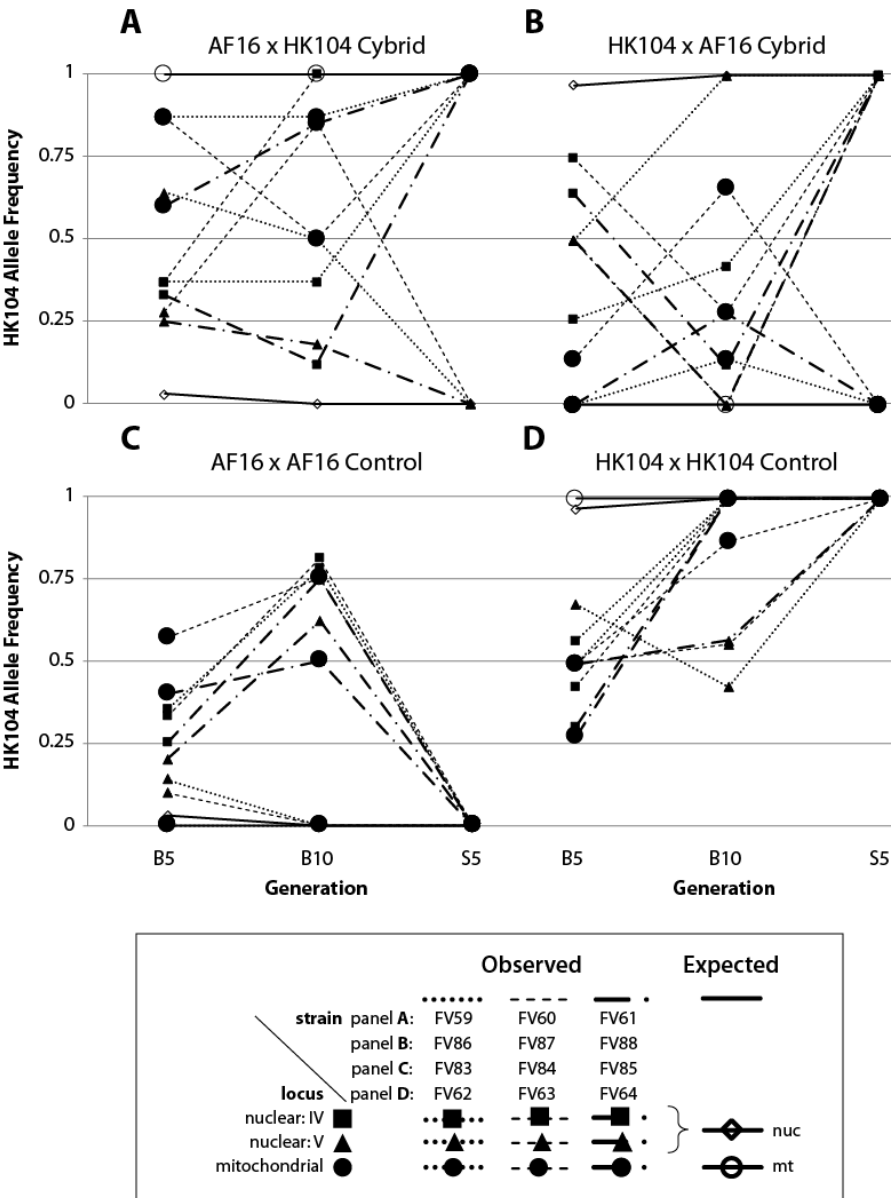 A
AF16 x HK104 Cybrid
B
HK104 x AF16 Cybrid
HK104 Allele Frequency
1
0.75
0.5
0.25
0
C
AF16 x AF16 Control
D
HK104 x HK104 Control
HK104 Allele Frequency
1
0.75
0.5
0.25
0
B5 B10 S5 B5 B10 S5
Generation Generation
Observed Expected
strain panel A: FV59 FV60 FV61
panel B: FV86 FV87 FV88
panel C: FV83 FV84 FV85
locus panel D: FV62 FV63 FV64
nuclear: IV
nuclear: V nuc
mitochondrial mt